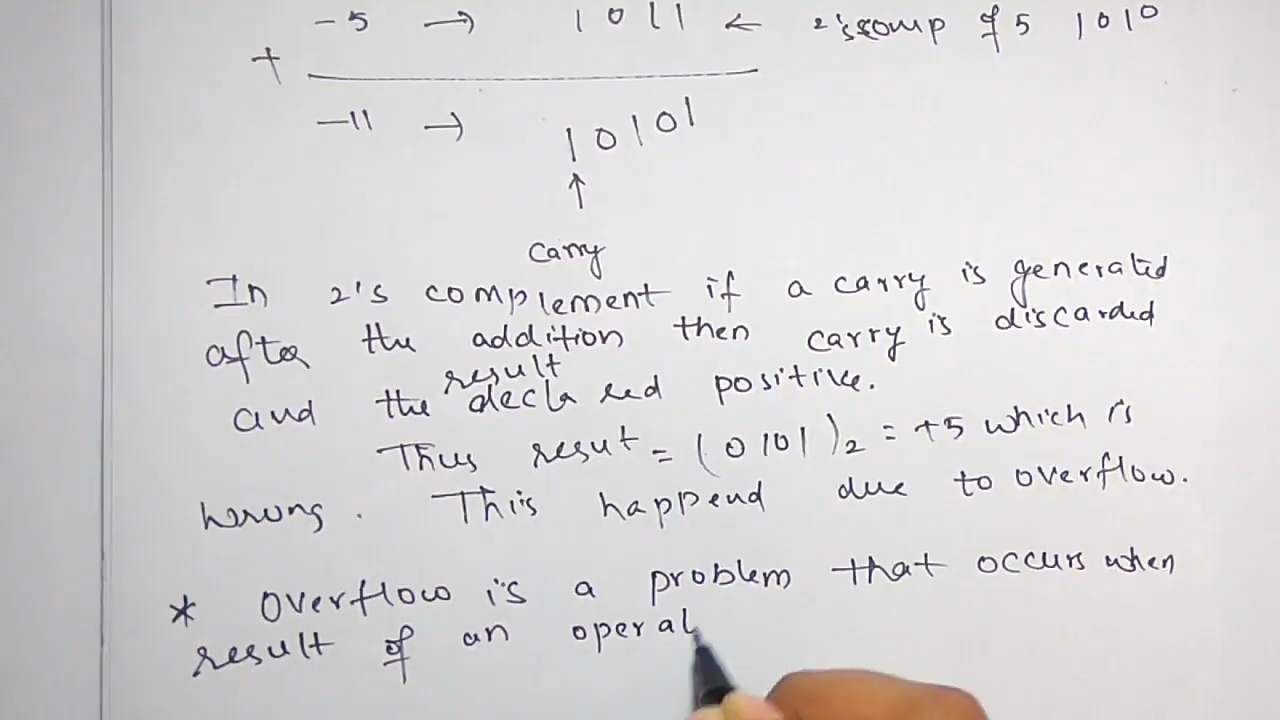 -5 → 1011 ← 2's comp of 5 1010
+
-11 → 10101
↑
carry
In 2's complement if a carry is generated
after the addition then carry is discarded
result
and the declared positive.
Thus resut = (0101)2 = +5 which is
wrong. This happend due to overflow.
* Overflow is a problem that occurs when
result of an operat